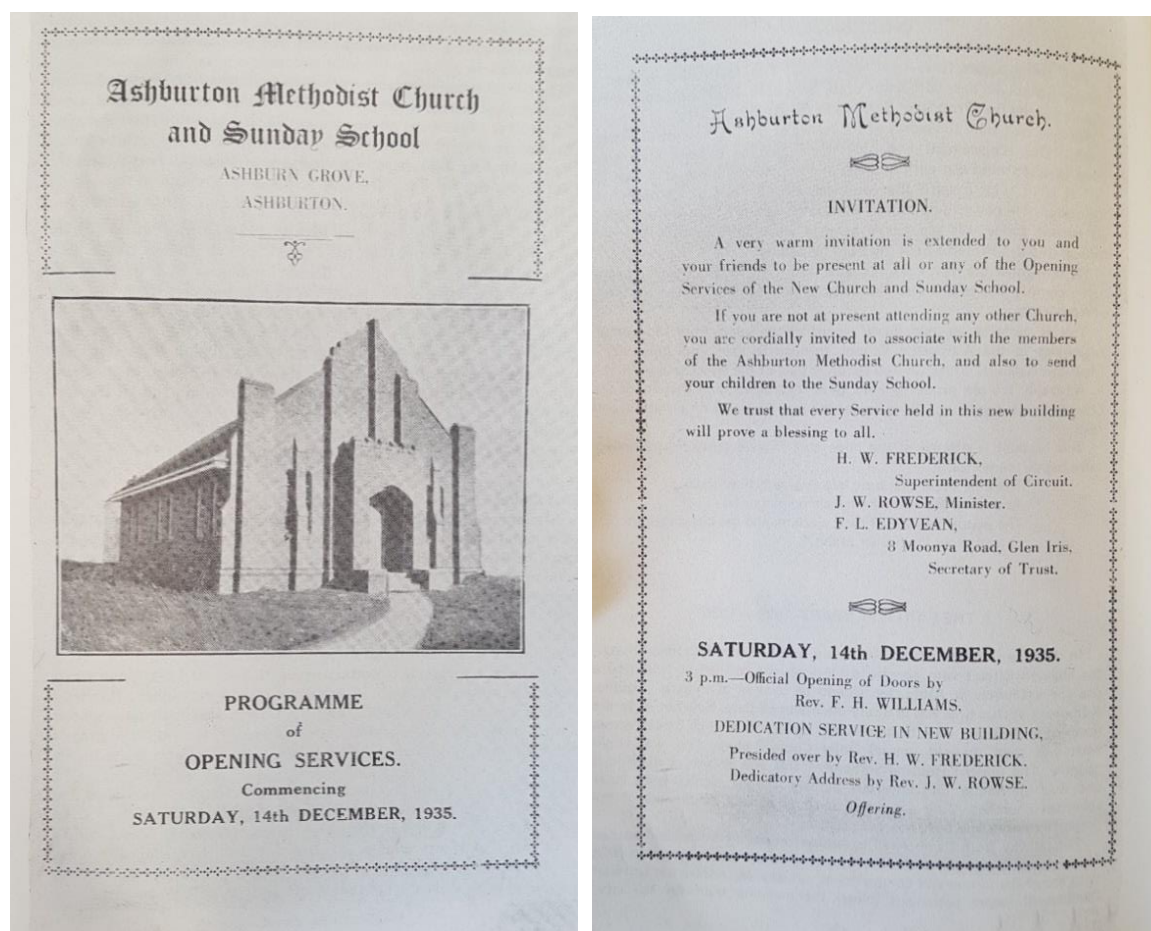 Ashburton Methodist Church
and Sunday School
ASHBURN GROVE,
ASHBURTON.
PROGRAMME
of
OPENING SERVICES.
Commencing
SATURDAY, 14th DECEMBER, 1935.
Ashburton Methodist Church.
INVITATION.
A very warm invitation is extended to you and
your friends to be present at all or any of the Opening
Services of the New Church and Sunday School.
If you are not at present attending any other Church,
you are cordially invited to associate with the members
of the Ashburton Methodist Church, and also to send
your children to the Sunday School.
We trust that every Service held in this new building
will prove a blessing to all.
H. W. FREDERICK,
Superintendent of Circuit.
J. W. ROWSE, Minister.
F. L. EDYVEAN,
8 Moonya Road, Glen Iris,
Secretary of Trust.
SATURDAY, 14th DECEMBER, 1935.
3 p.m.—Official Opening of Doors by
Rev. F. H. WILLIAMS.
DEDICATION SERVICE IN NEW BUILDING,
Presided over by Rev. H. W. FREDERICK.
Dedicatory Address by Rev. J. W. ROWSE.
Offering.